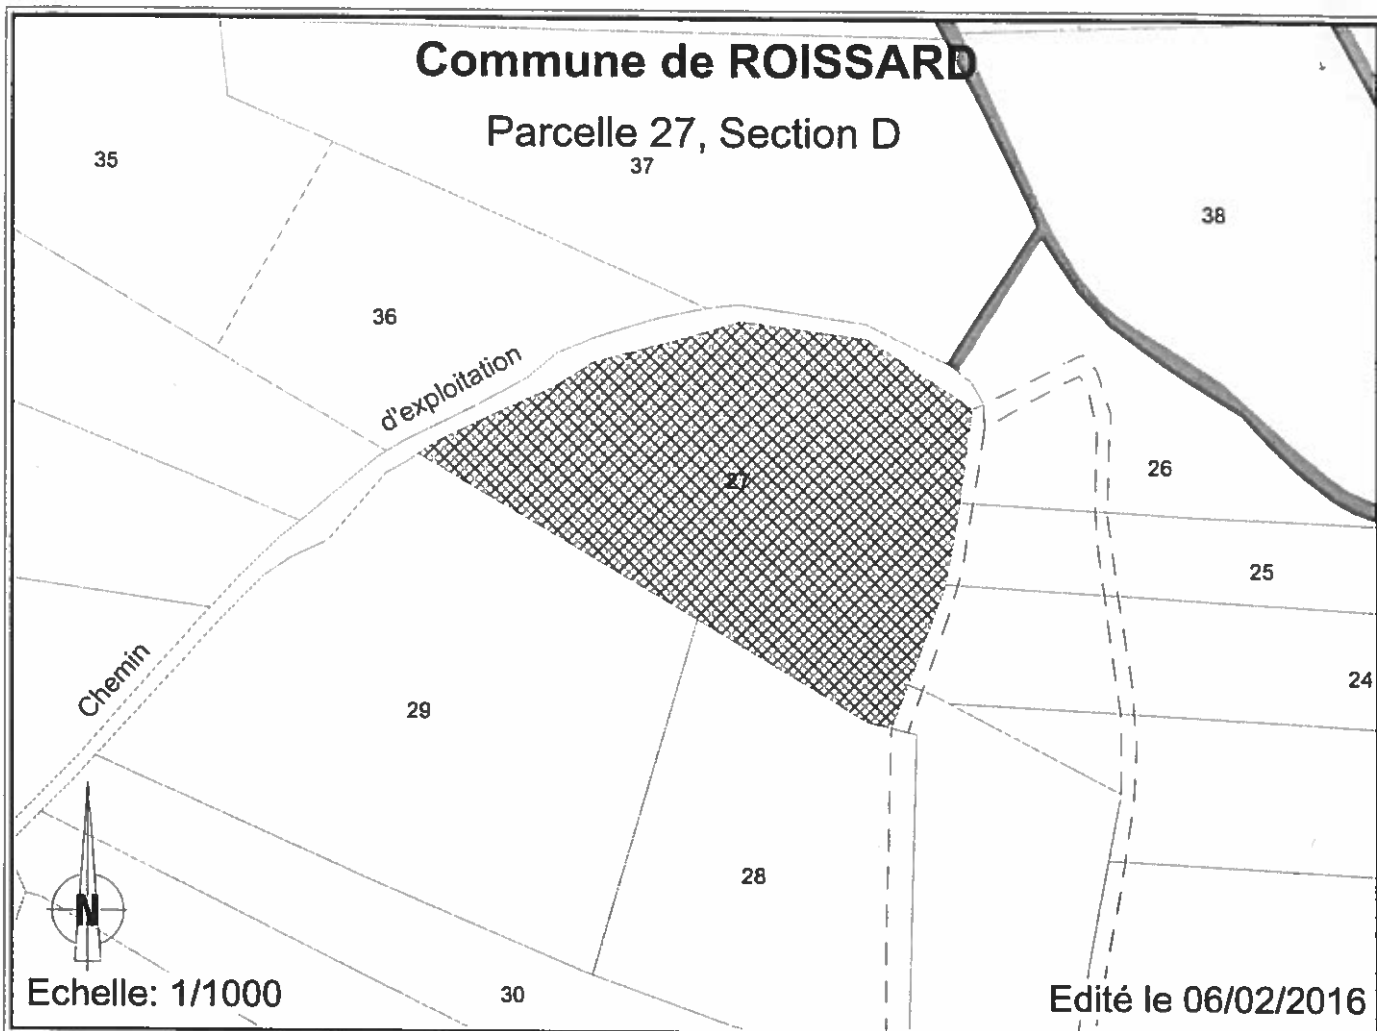 Commune de ROISSARD
Parcelle 27, Section D
35
37
38
36
d'exploitation
27
26
25
Chemin
29
24
28
N
30
Echelle: 1/1000
Edité le 06/02/2016